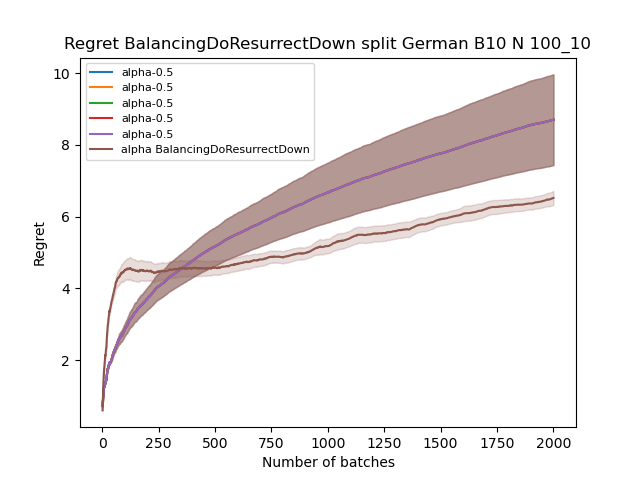 Regret BalancingDoResurrectDown split German B10 N 100_10
alpha-0.5
alpha-0.5
alpha-0.5
alpha-0.5
alpha-0.5
alpha BalancingDoResurrectDown
10
8
6
4
2
Regret
0 250 500 750 1000 1250 1500 1750 2000
Number of batches